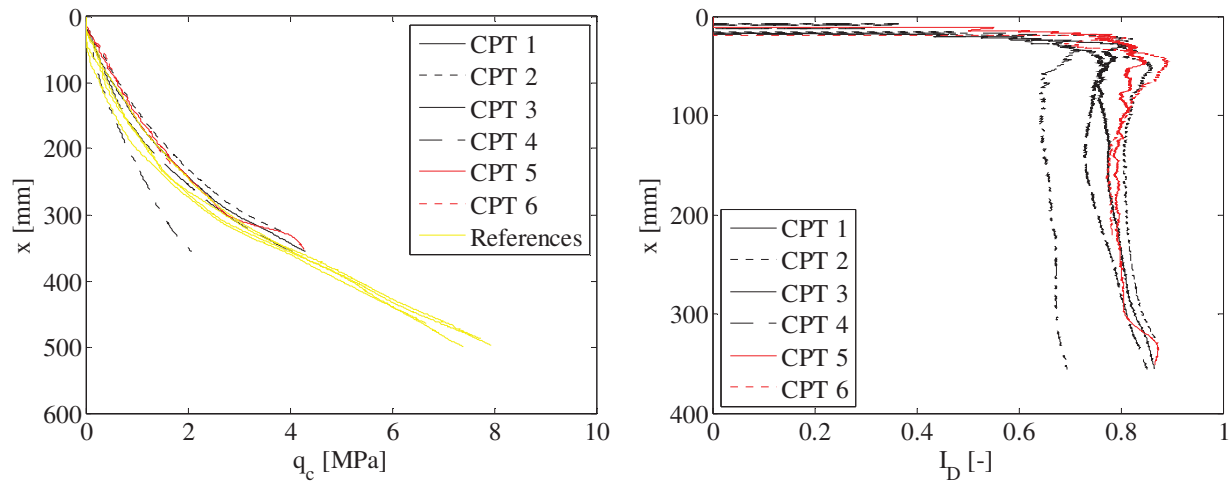 0
100
200
300
400
500
600
x [mm]
0
2
4
6
8
10
q_c [MPa]
CPT 1
CPT 2
CPT 3
CPT 4
CPT 5
CPT 6
References
0
100
200
300
400
x [mm]
0
0.2
0.4
0.6
0.8
1
I_D [-]
CPT 1
CPT 2
CPT 3
CPT 4
CPT 5
CPT 6